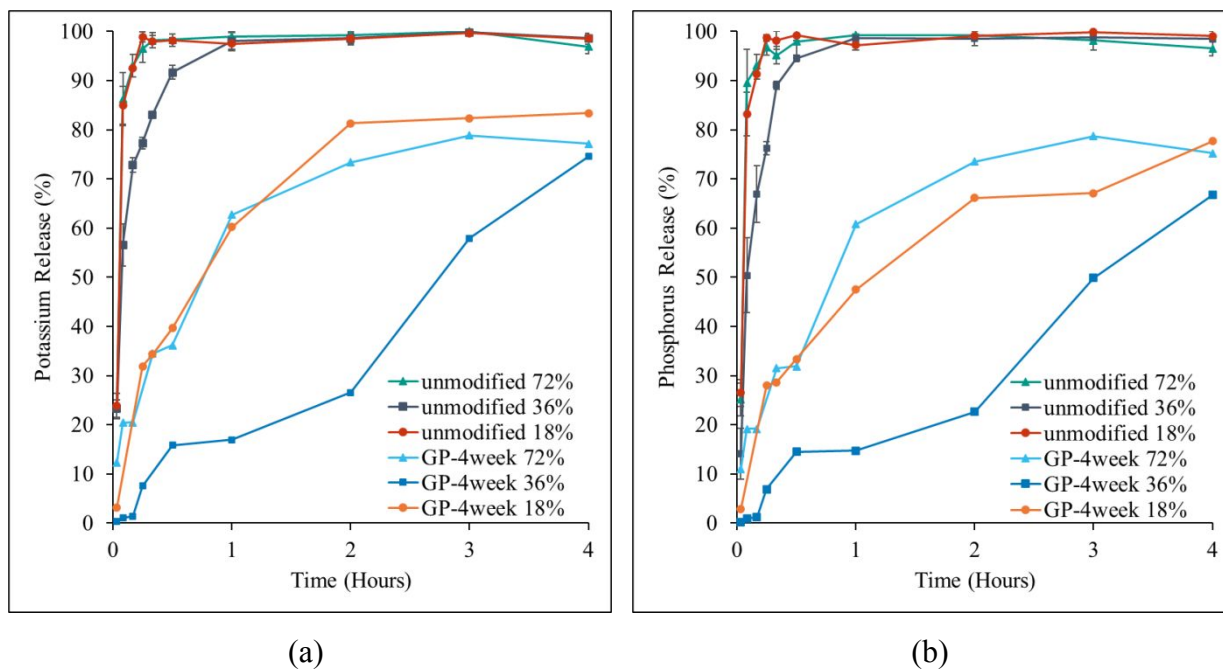 100
90
80
70
60
50
40
30
20
10
0
Potassium Release (%)
unmodified 72%
unmodified 36%
unmodified 18%
GP-4week 72%
GP-4week 36%
GP-4week 18%
0 1 2 3 4
Time (Hours)
(a)
100
90
80
70
60
50
40
30
20
10
0
Phosphorus Release (%)
unmodified 72%
unmodified 36%
unmodified 18%
GP-4week 72%
GP-4week 36%
GP-4week 18%
0 1 2 3 4
Time (Hours)
(b)